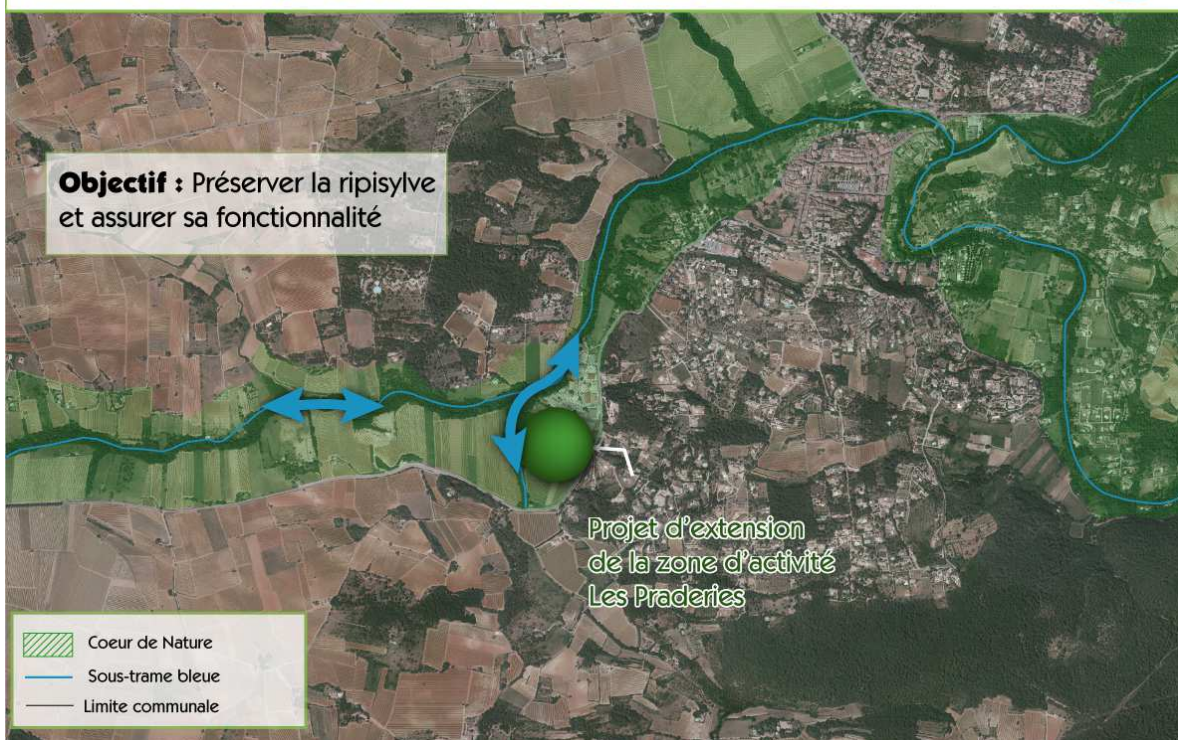 Objectif : Préserver la ripisylve
et assurer sa fonctionnalité
Projet d'extension
de la zone d'activité
Les Praderies
Coeur de Nature
Sous-trame bleue
Limite communale